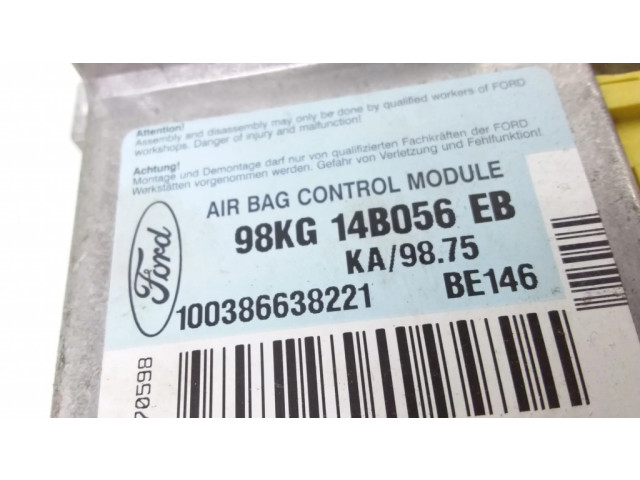 Attention!
Assembly and disassembly may only be done by qualified workers of FORD
workshops. Danger of injury and malfunction!
Achtung!
Montage und Demontage darf nur von qualifizierten Fachkräften der FORD
Werkstätten vorgenommen werden. Gefahr von Verletzung und Fehlfunktion!
AIR BAG CONTROL MODULE
98KG 14B056 EB
KA/98.75
Ford
100386638221 BE146
70598